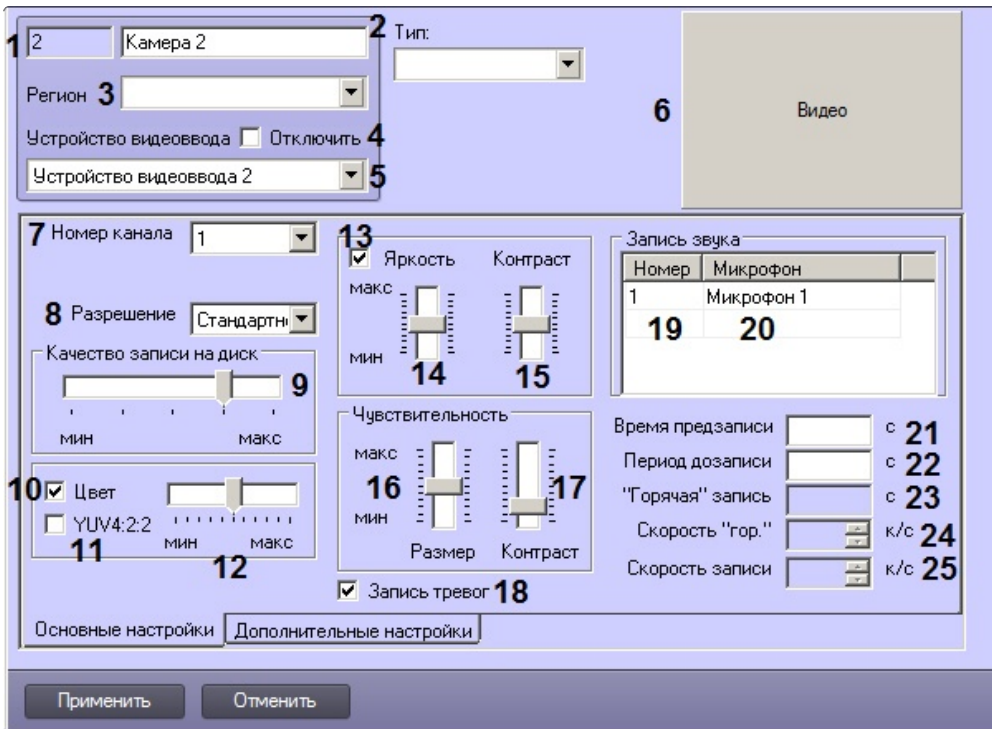 1 2 Камера 2 2 Тип:
Регион 3
6 Видео
Устройство видеоввода Отключить 4
Устройство видеоввода 2 5
7 Номер канала 1
8 Разрешение Стандартн
Качество записи на диск
9
мин макс
10 Цвет
YUV4:2:2
11
мин макс
12
13
Яркость Контраст
макс
мин
14 15
Чувствительность
макс
16 17
мин
Размер Контраст
Запись тревог 18
Запись звука
Номер Микрофон
1 Микрофон 1
19 20
Время предзаписи с 21
Период дозаписи с 22
"Горячая" запись с 23
Скорость "гор." к/с 24
Скорость записи к/с 25
Основные настройки Дополнительные настройки
Применить Отменить